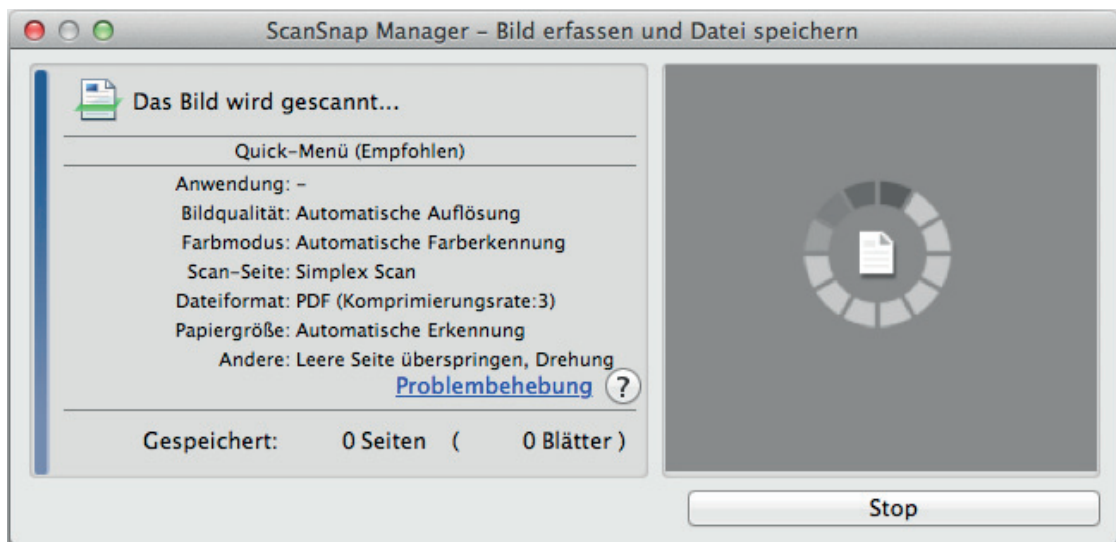 ScanSnap Manager – Bild erfassen und Datei speichern
Das Bild wird gescannt...
Quick-Menü (Empfohlen)
Anwendung: –
Bildqualität: Automatische Auflösung
Farbmodus: Automatische Farberkennung
Scan-Seite: Simplex Scan
Dateiformat: PDF (Komprimierungsrate:3)
Papiergröße: Automatische Erkennung
Andere: Leere Seite überspringen, Drehung
Problembehebung ?
Gespeichert: 0 Seiten ( 0 Blätter )
Stop